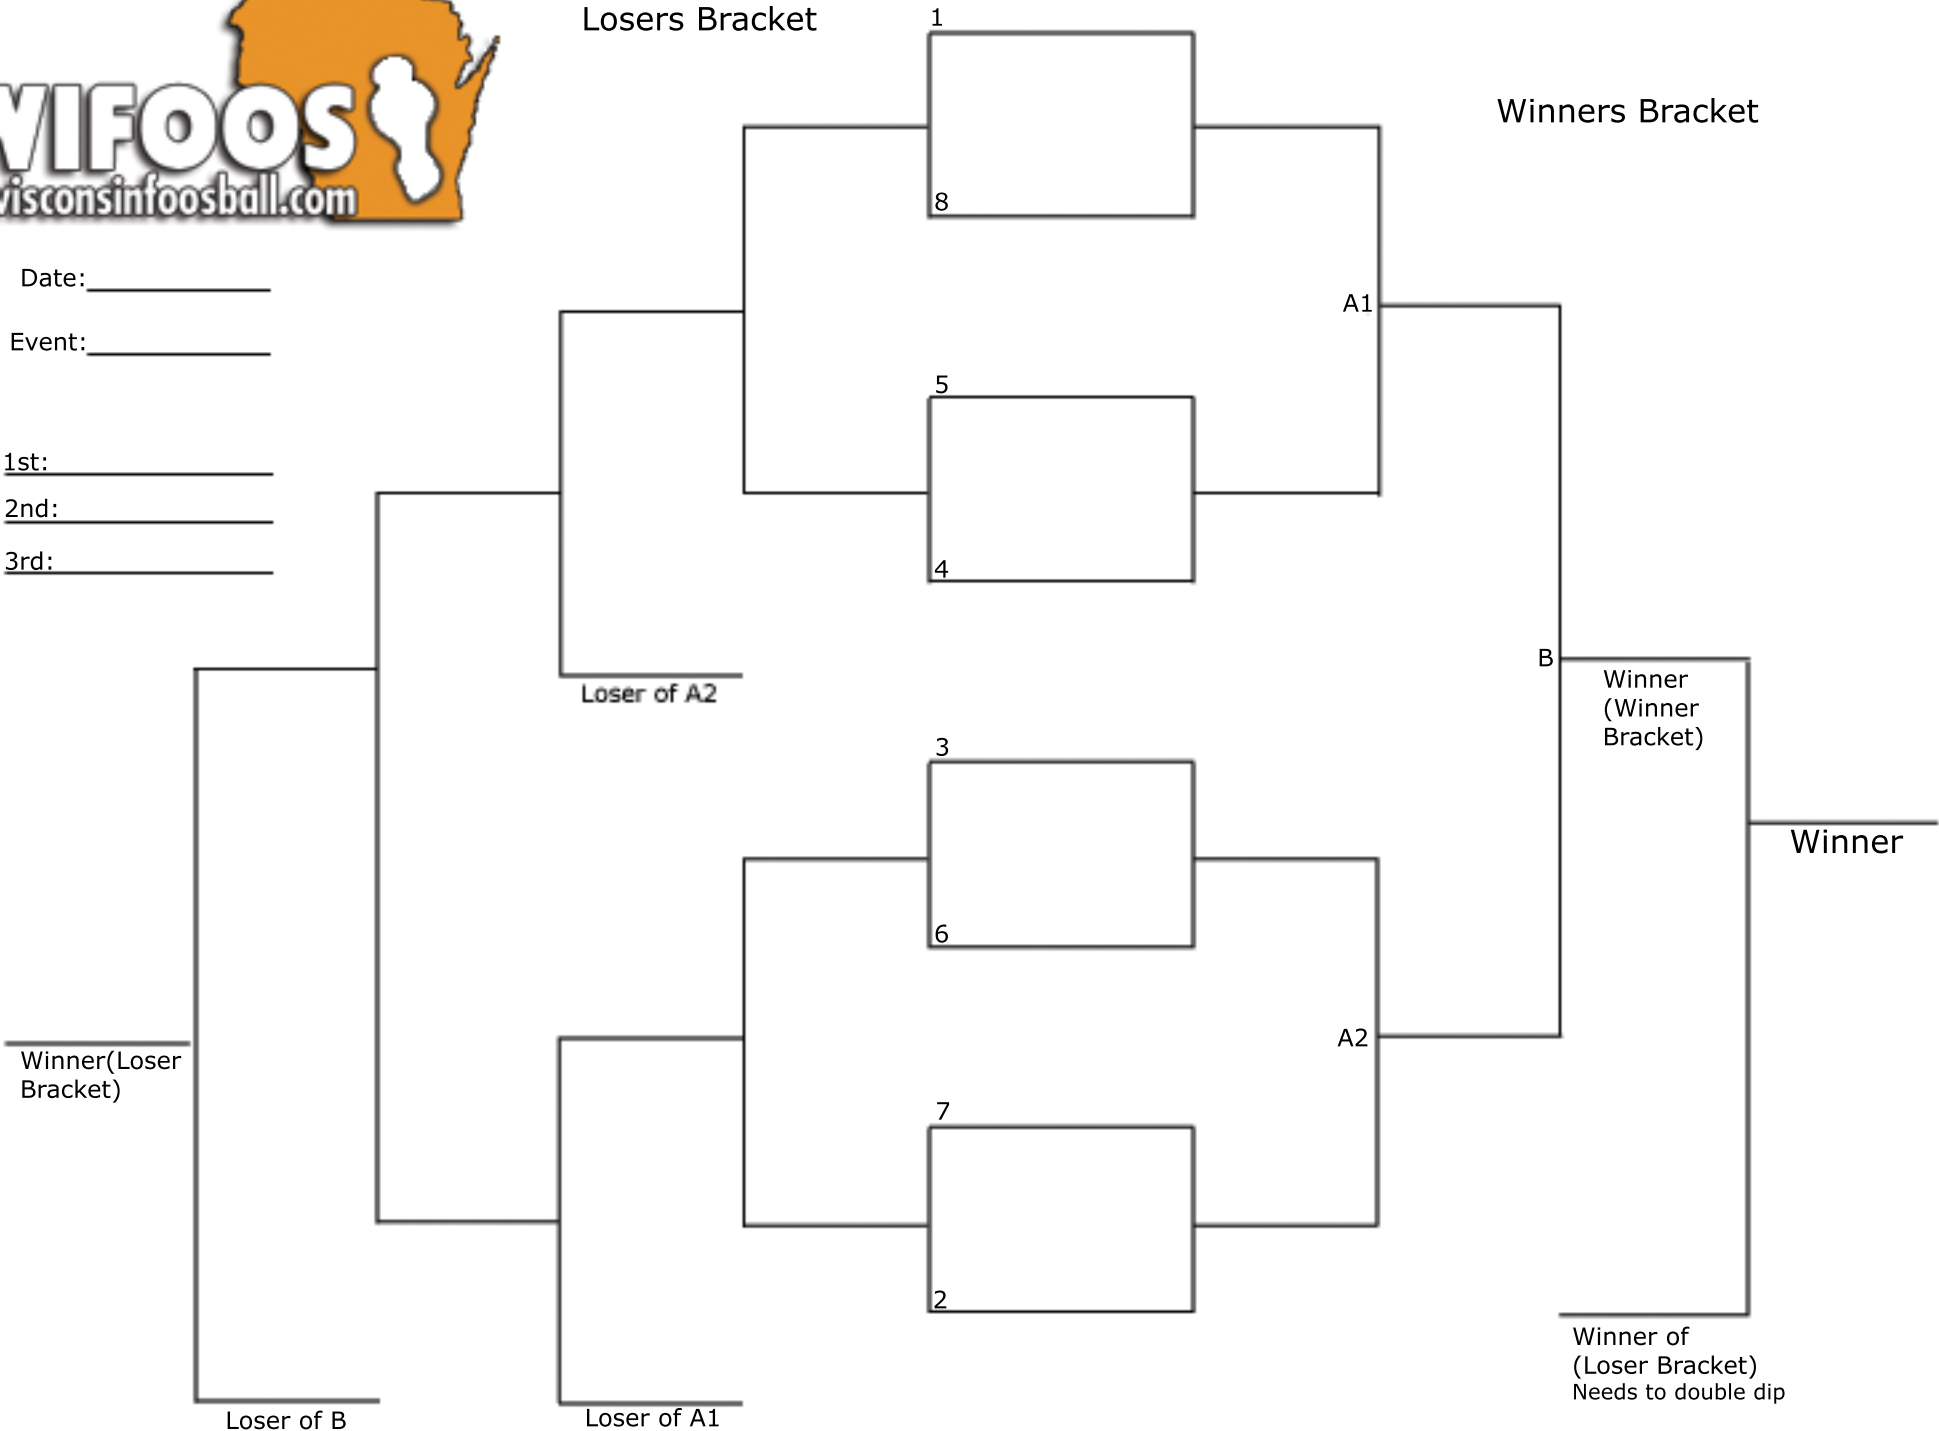 Losers Bracket
Winners Bracket
WIFOOS
wisconsinfoosball.com
Date:
Event:
1st:
2nd:
3rd:
1
8
A1
5
4
Loser of A2
B
Winner
(Winner
Bracket)
3
6
Winner
A2
Winner(Loser
Bracket)
7
2
Winner of
(Loser Bracket)
Needs to double dip
Loser of B
Loser of A1